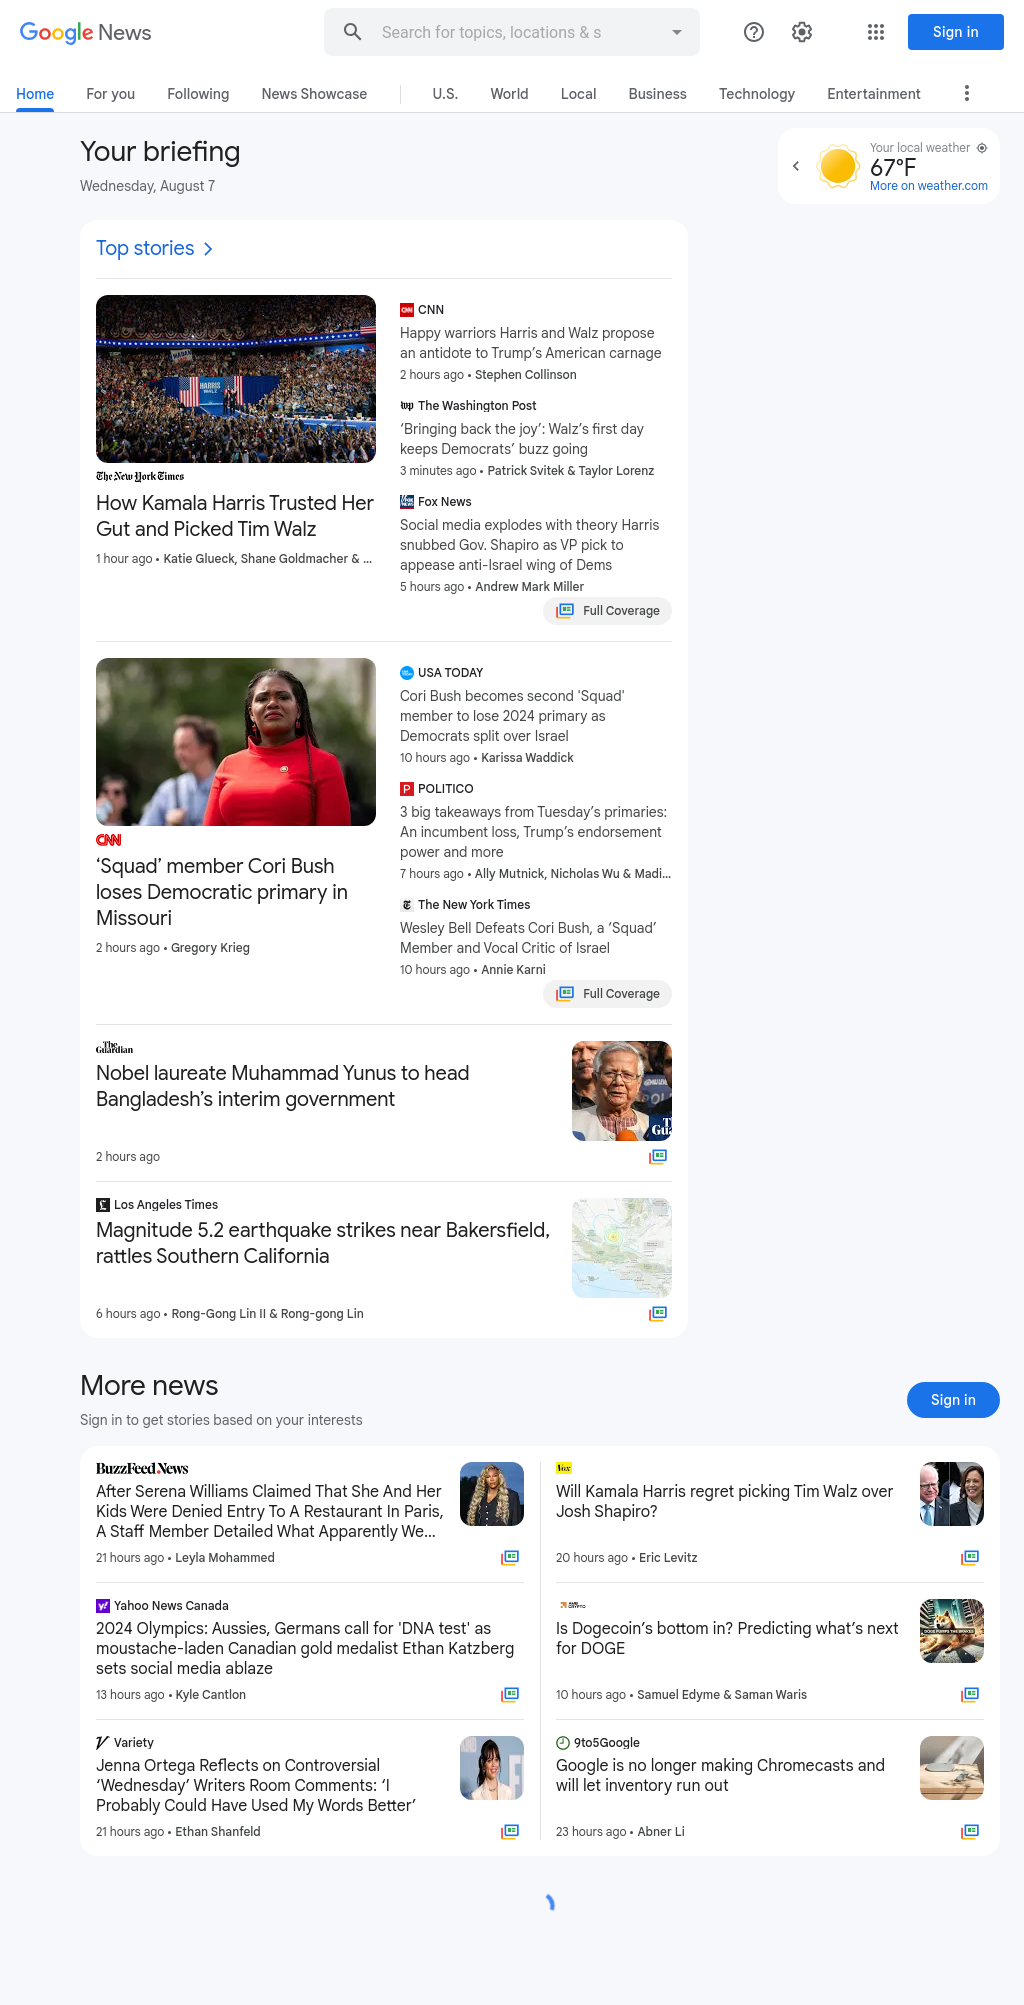 Google News
Search for topics, locations & s
Sign in
Home
For you
Following
News Showcase
U.S.
World
Local
Business
Technology
Entertainment
Your briefing
Wednesday, August 7
Your local weather
67°F
More on weather.com
Top stories
HARRIS
WALZ
The New York Times
How Kamala Harris Trusted Her
Gut and Picked Tim Walz
1 hour ago • Katie Glueck, Shane Goldmacher & ...
CNN
Happy warriors Harris and Walz propose
an antidote to Trump’s American carnage
2 hours ago • Stephen Collinson
The Washington Post
‘Bringing back the joy’: Walz’s first day
keeps Democrats’ buzz going
3 minutes ago • Patrick Svitek & Taylor Lorenz
Fox News
Social media explodes with theory Harris
snubbed Gov. Shapiro as VP pick to
appease anti-Israel wing of Dems
5 hours ago • Andrew Mark Miller
Full Coverage
CNN
‘Squad’ member Cori Bush
loses Democratic primary in
Missouri
2 hours ago • Gregory Krieg
USA TODAY
Cori Bush becomes second 'Squad'
member to lose 2024 primary as
Democrats split over Israel
10 hours ago • Karissa Waddick
POLITICO
3 big takeaways from Tuesday’s primaries:
An incumbent loss, Trump’s endorsement
power and more
7 hours ago • Ally Mutnick, Nicholas Wu & Madi...
The New York Times
Wesley Bell Defeats Cori Bush, a ‘Squad’
Member and Vocal Critic of Israel
10 hours ago • Annie Karni
Full Coverage
The
Guardian
Nobel laureate Muhammad Yunus to head
Bangladesh’s interim government
2 hours ago
Los Angeles Times
Magnitude 5.2 earthquake strikes near Bakersfield,
rattles Southern California
6 hours ago • Rong-Gong Lin II & Rong-gong Lin
More news
Sign in to get stories based on your interests
Sign in
BuzzFeed News
After Serena Williams Claimed That She And Her
Kids Were Denied Entry To A Restaurant In Paris,
A Staff Member Detailed What Apparently We...
21 hours ago • Leyla Mohammed
Vox
Will Kamala Harris regret picking Tim Walz over
Josh Shapiro?
20 hours ago • Eric Levitz
Yahoo News Canada
2024 Olympics: Aussies, Germans call for 'DNA test' as
moustache-laden Canadian gold medalist Ethan Katzberg
sets social media ablaze
13 hours ago • Kyle Cantlon
Is Dogecoin’s bottom in? Predicting what’s next
for DOGE
10 hours ago • Samuel Edyme & Saman Waris
Variety
Jenna Ortega Reflects on Controversial
‘Wednesday’ Writers Room Comments: ‘I
Probably Could Have Used My Words Better’
21 hours ago • Ethan Shanfeld
9to5Google
Google is no longer making Chromecasts and
will let inventory run out
23 hours ago • Abner Li